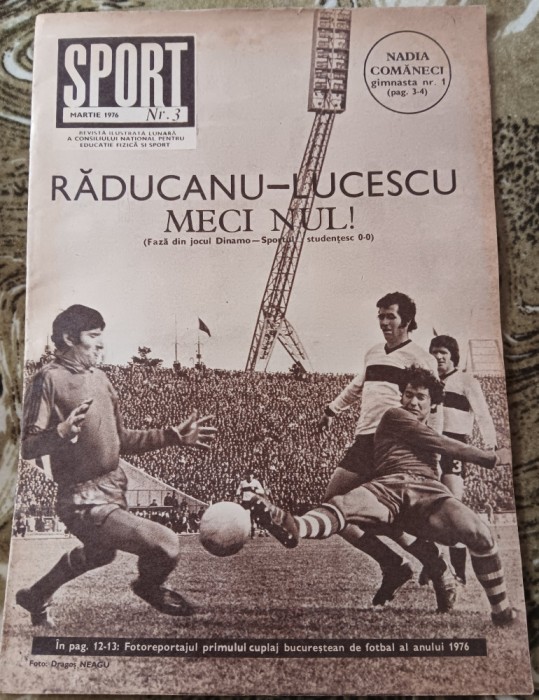 SPORT
MARTIE 1976 Nr. 3
REVISTĂ ILUSTRATĂ LUNARĂ
A CONSILIULUI NAȚIONAL PENTRU
EDUCAȚIE FIZICĂ ȘI SPORT
NADIA
COMĂNECI
gimnasta nr. 1
(pag. 3-4)
RĂDUCANU—LUCESCU
MECI NUL!
(Fază din jocul Dinamo—Sportul studențesc 0-0)
3
În pag. 12-13: Fotoreportajul primului cuplaj bucureștean de fotbal al anului 1976
Foto: Dragoș NEAGU